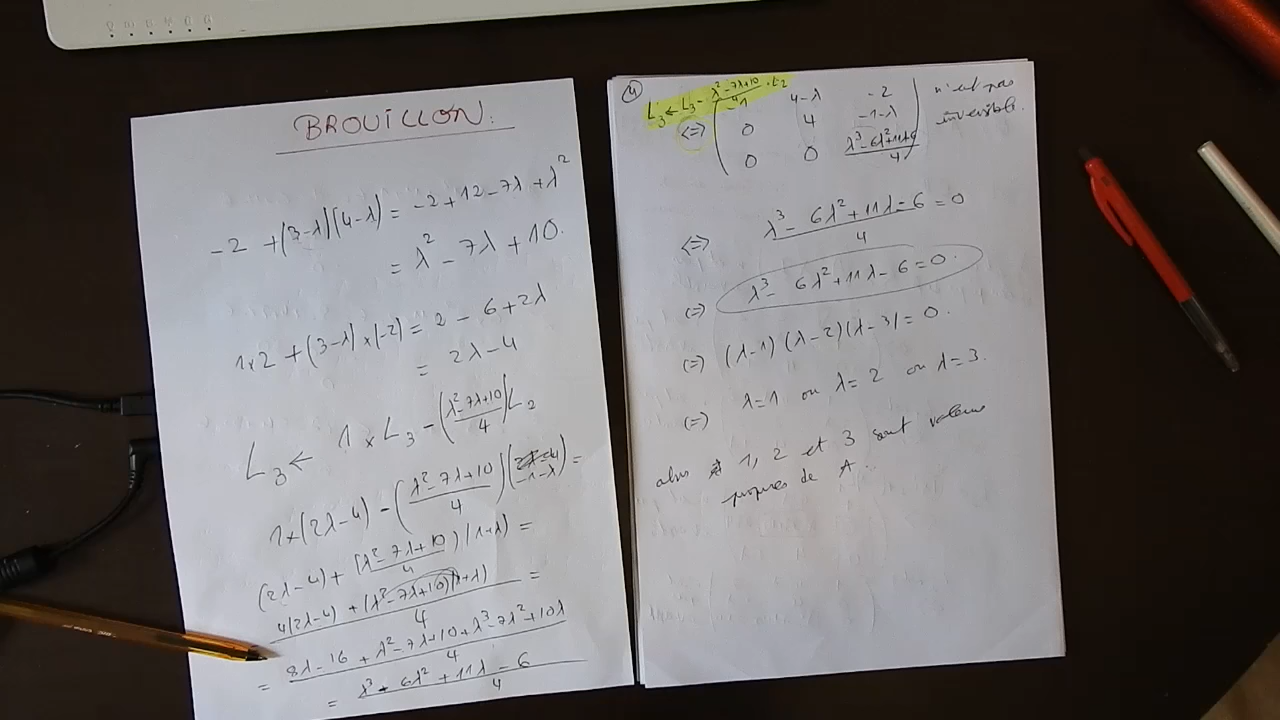 BROUILLON:
-2 +(3-λ)(4-λ) = -2+12-7λ+λ²
= λ²-7λ+10.
1×2 +(3-λ)×(-2) = 2-6+2λ
= 2λ-4
L₃ ← 1×L₃ -(λ²-7λ+10/4)L₂
1×(2λ-4) - (λ²-7λ+10/4)(-1-λ) =
(2λ-4)+(λ²-7λ+10)/4)(1+λ) =
4(2λ-4)+(λ²-7λ+10)(1+λ)/4 =
= 8λ-16+λ²-7λ+10+λ³-7λ²+10λ/4
= λ³-6λ²+11λ-6/4
4
L₃←L₃-λ²-7λ+10/4.L₂
<=> -1 4-λ -2 n'est pas
0 4 -1-λ inversible.
0 0 λ³-6λ²+11λ-6/4
<=> λ³-6λ²+11λ-6/4 = 0
(=) λ³-6λ²+11λ-6=0.
(=) (λ-1)(λ-2)(λ-3)=0.
(=) λ=1 ou λ=2 ou λ=3.
alors 1, 2 et 3 sont valeurs
propres de A.